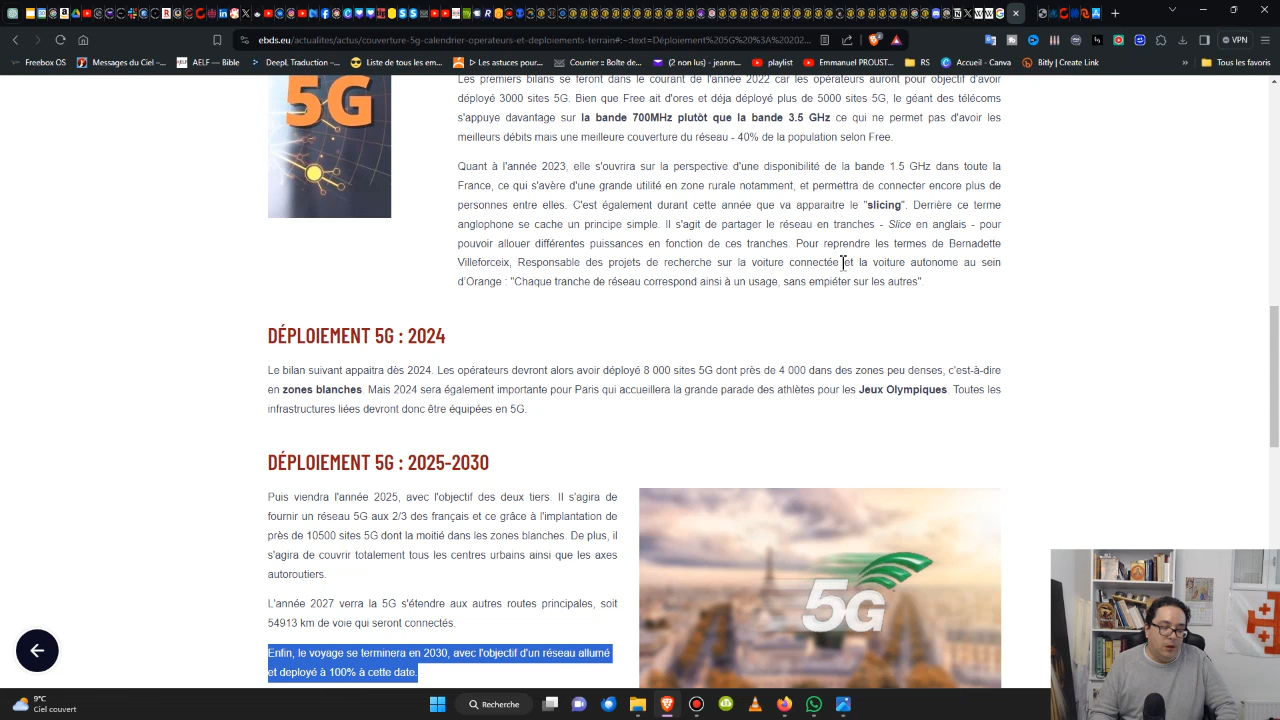 ebds.eu/actualites/actus/couverture-5g-calendrier-operateurs-et-deploiements-terrain#:~:text=Déploiement%205G%20%3A%20202...
VPN
Freebox OS
Messages du Ciel –...
AELF — Bible
Deepl. Traduction –...
Liste de tous les em...
▷ Les astuces pour...
Courrier : Boîte de...
(2 non lus) - jeanm...
playlist
Emmanuel PROUST...
RS
Accueil - Canva
Bitly | Create Link
»
Tous les favoris
5G
Les premiers bilans se feront dans le courant de l'année 2022 car les opérateurs auront pour objectif d'avoir
déployé 3000 sites 5G. Bien que Free ait d'ores et déja déployé plus de 5000 sites 5G, le géant des télécoms
s'appuye davantage sur la bande 700MHz plutôt que la bande 3.5 GHz ce qui ne permet pas d'avoir les
meilleurs débits mais une meilleure couverture du réseau - 40% de la population selon Free.
Quant à l'année 2023, elle s'ouvrira sur la perspective d'une disponibilité de la bande 1.5 GHz dans toute la
France, ce qui s'avère d'une grande utilité en zone rurale notamment, et permettra de connecter encore plus de
personnes entre elles. C'est également durant cette année que va apparaitre le "slicing". Derrière ce terme
anglophone se cache un principe simple. Il s'agit de partager le réseau en tranches - Slice en anglais - pour
pouvoir allouer différentes puissances en fonction de ces tranches. Pour reprendre les termes de Bernadette
Villeforceix, Responsable des projets de recherche sur la voiture connectée et la voiture autonome au sein
d'Orange : "Chaque tranche de réseau correspond ainsi à un usage, sans empiéter sur les autres".
DÉPLOIEMENT 5G : 2024
Le bilan suivant appaitra dès 2024. Les opérateurs devront alors avoir déployé 8 000 sites 5G dont près de 4 000 dans des zones peu denses, c'est-à-dire
en zones blanches. Mais 2024 sera également importante pour Paris qui accueillera la grande parade des athlètes pour les Jeux Olympiques. Toutes les
infrastructures liées devront donc être équipées en 5G.
DÉPLOIEMENT 5G : 2025-2030
Puis viendra l'année 2025, avec l'objectif des deux tiers. Il s'agira de
fournir un réseau 5G aux 2/3 des français et ce grâce à l'implantation de
près de 10500 sites 5G dont la moitié dans les zones blanches. De plus, il
s'agira de couvrir totalement tous les centres urbains ainsi que les axes
autoroutiers.
L'année 2027 verra la 5G s'étendre aux autres routes principales, soit
54913 km de voie qui seront connectés.
Enfin, le voyage se terminera en 2030, avec l'objectif d'un réseau allumé
et deployé à 100% à cette date.
5G
9°C
Ciel couvert
Recherche